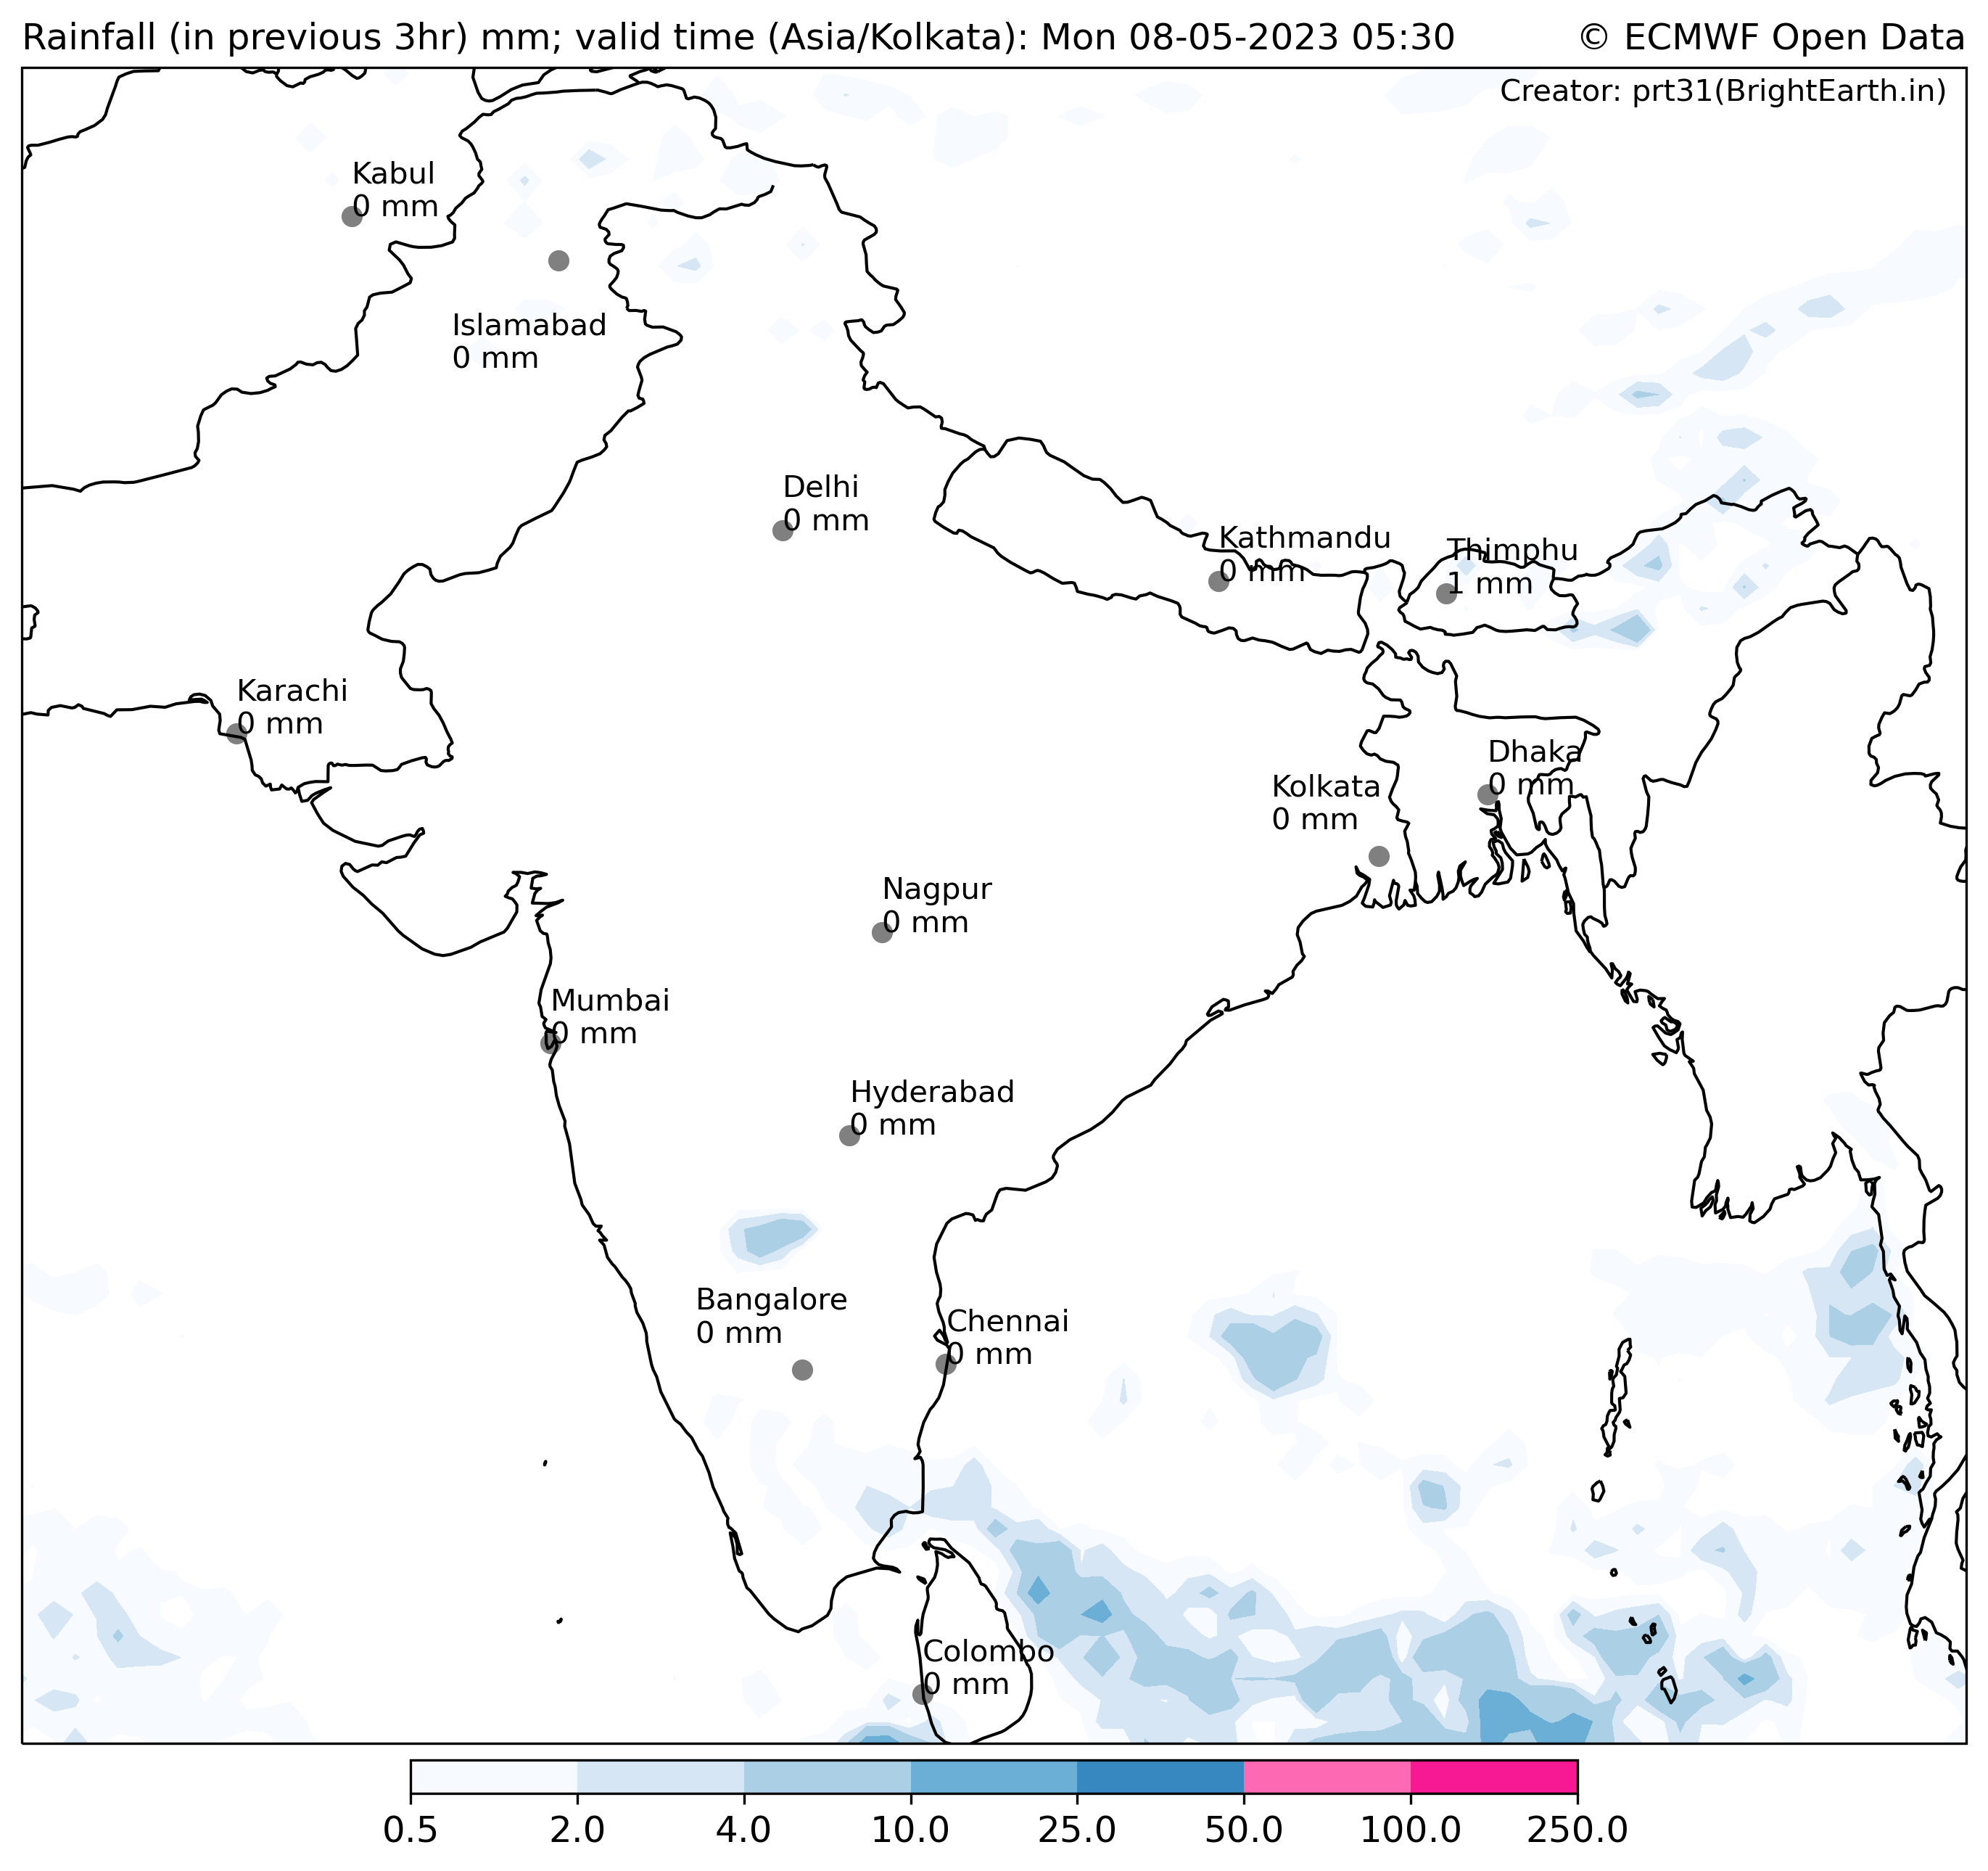 Rainfall (in previous 3hr) mm; valid time (Asia/Kolkata): Mon 08-05-2023 05:30
© ECMWF Open Data
Creator: prt31(BrightEarth.in)
Kabul
0 mm
Islamabad
0 mm
Delhi
0 mm
Kathmandu
0 mm
Thimphu
1 mm
Karachi
0 mm
Dhaka
0 mm
Kolkata
0 mm
Nagpur
0 mm
Mumbai
0 mm
Hyderabad
0 mm
Bangalore
0 mm
Chennai
0 mm
Colombo
0 mm
0.5 2.0 4.0 10.0 25.0 50.0 100.0 250.0